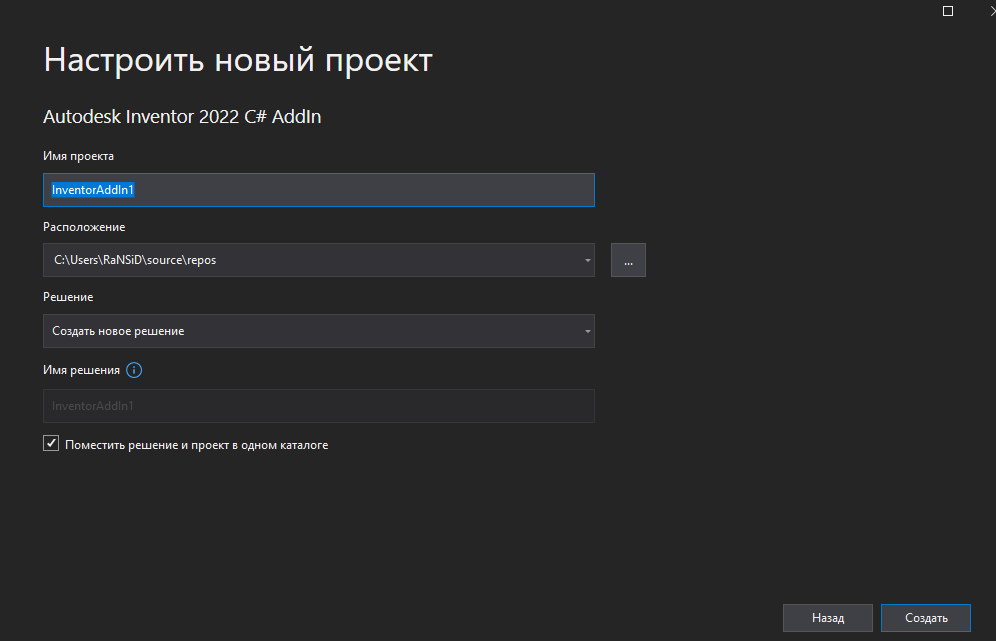 Настроить новый проект
Autodesk Inventor 2022 C# AddIn
Имя проекта
InventorAddIn1
Расположение
C:\Users\RaNSiD\source\repos
...
Решение
Создать новое решение
Имя решения
InventorAddIn1
Поместить решение и проект в одном каталоге
Назад
Создать